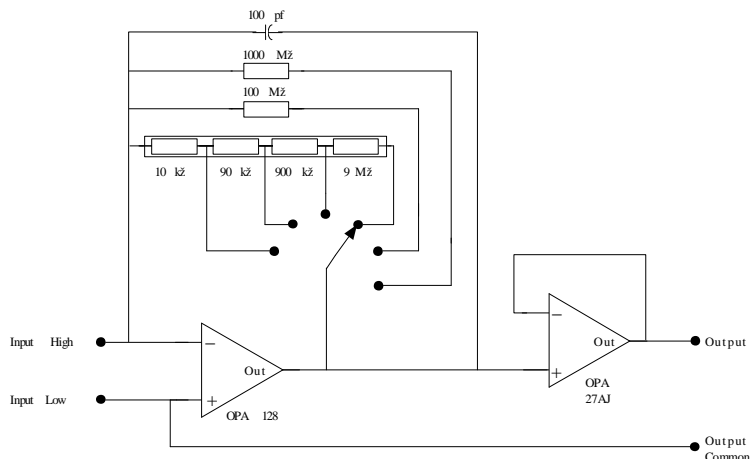 100 pf
1000 Mž
100 Mž
10 kž 90 kž 900 kž 9 Mž
− Out +
OPA 128
− Out +
OPA
27AJ
Input High
Input Low
Output
Output
Common